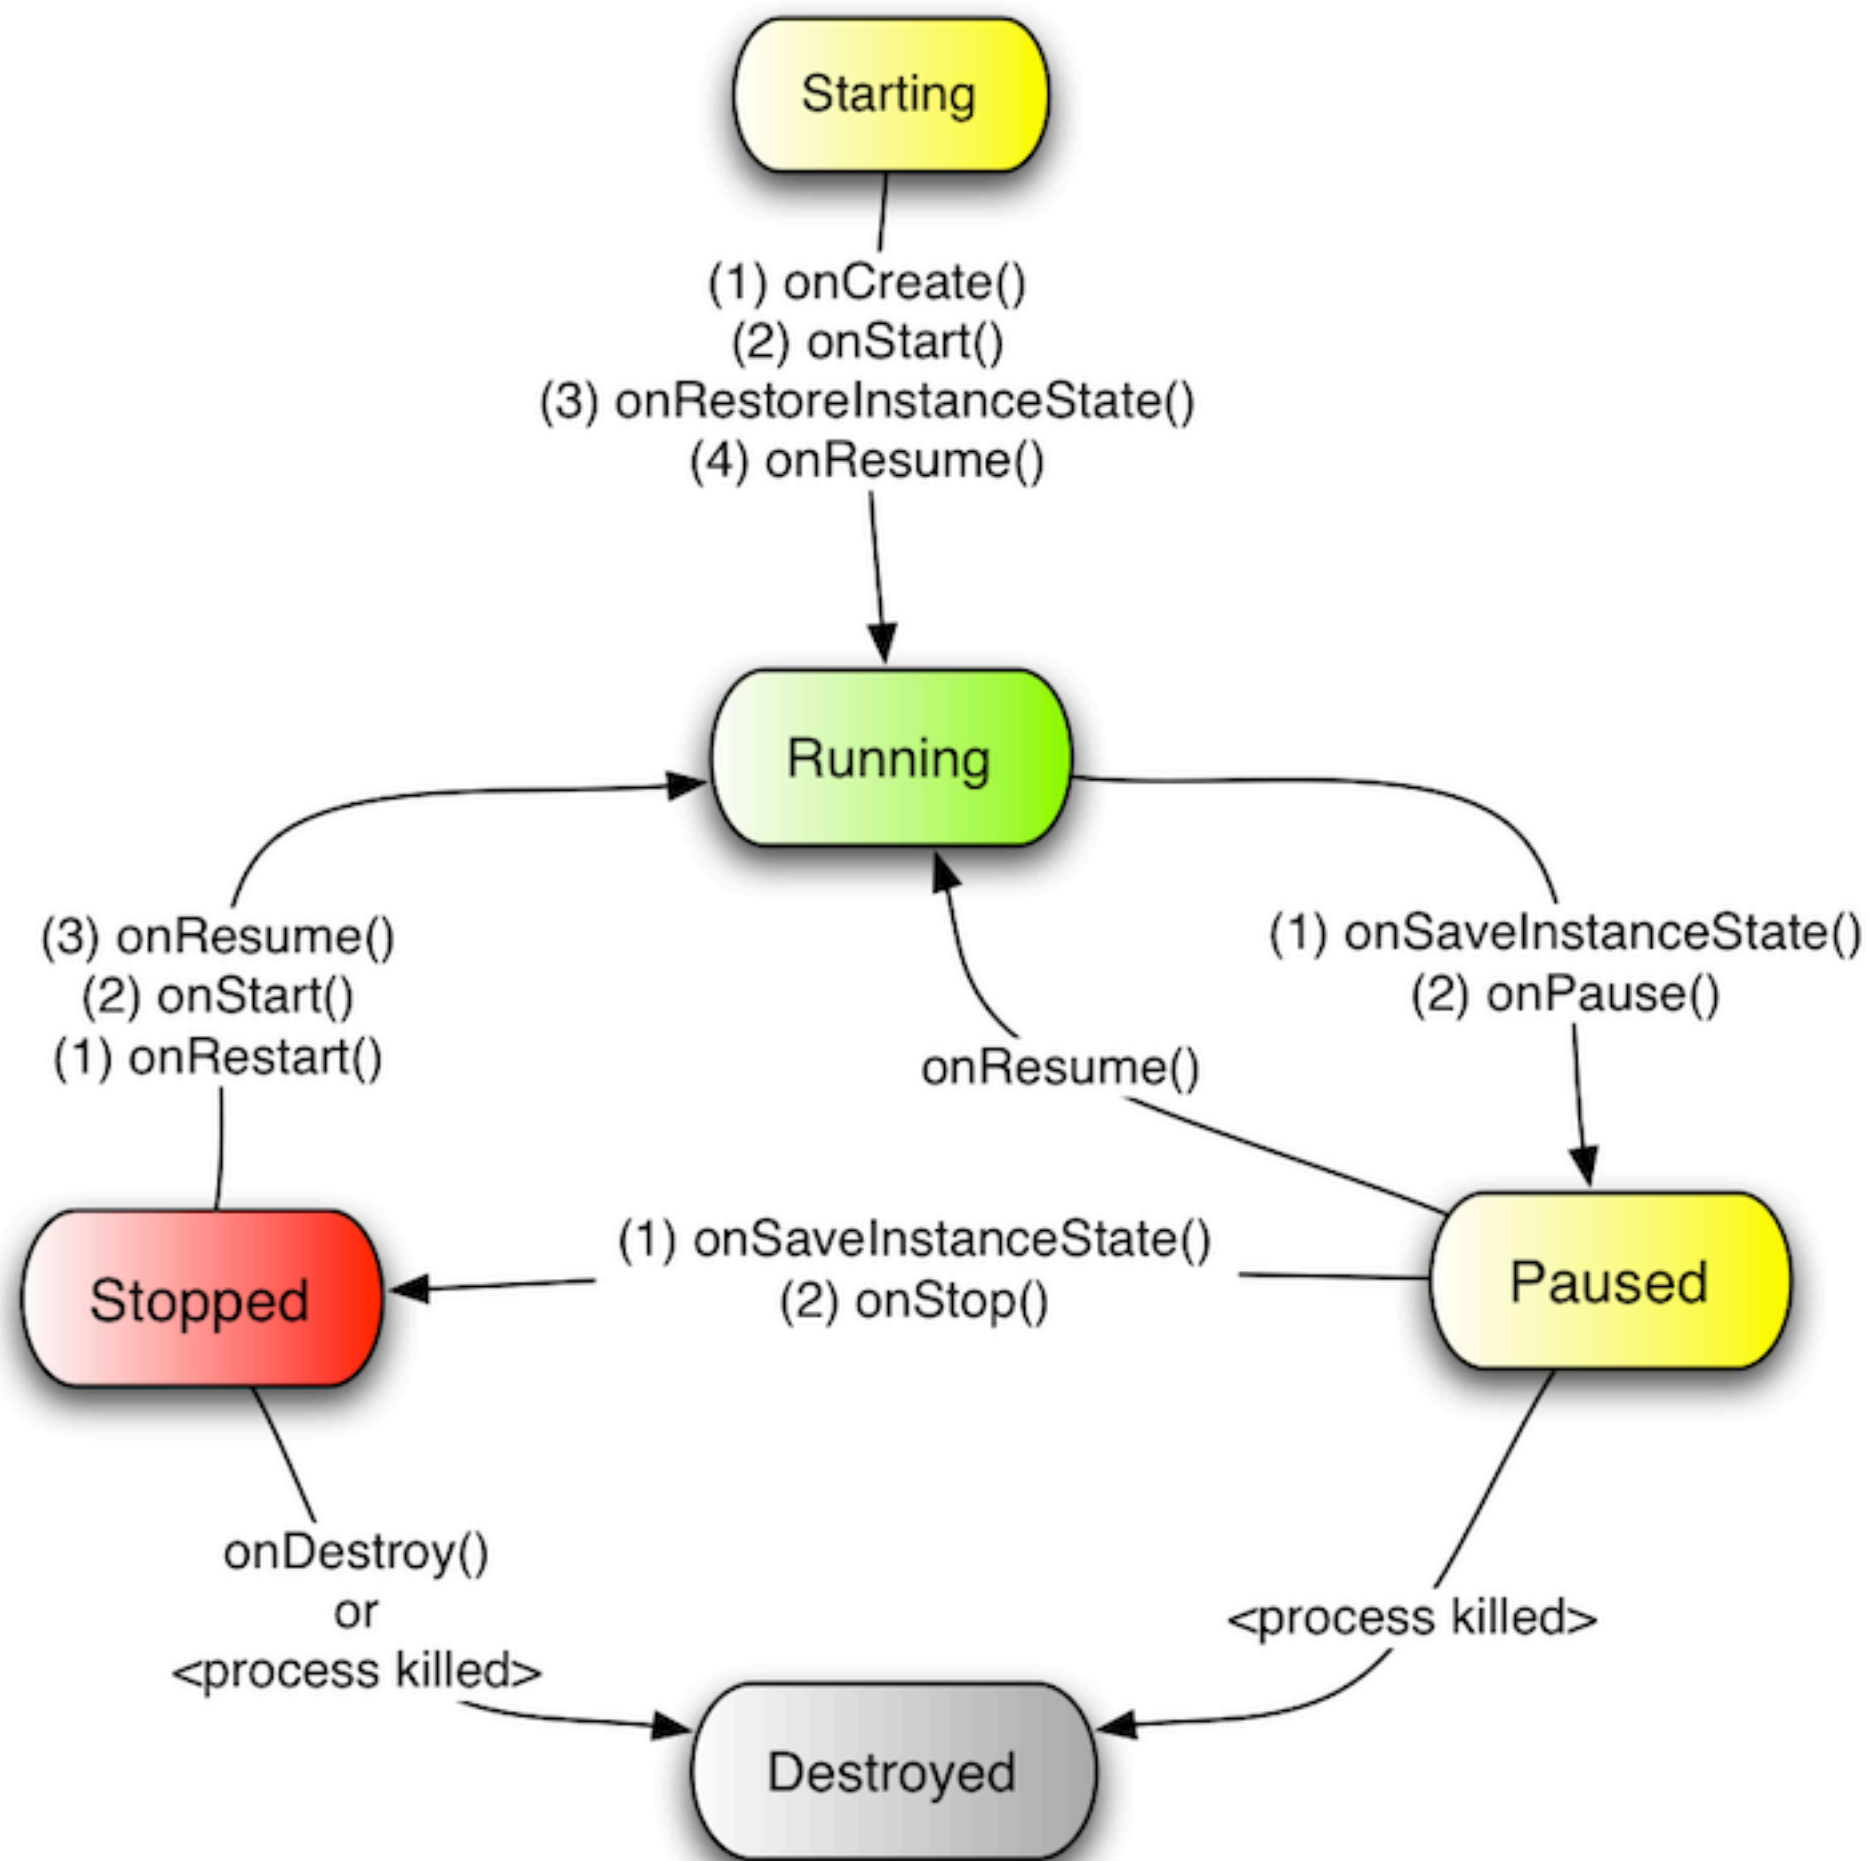 Starting
(1) onCreate()
(2) onStart()
(3) onRestoreInstanceState()
(4) onResume()
Running
(3) onResume()
(2) onStart()
(1) onRestart()
(1) onSaveInstanceState()
(2) onPause()
onResume()
Stopped
(1) onSaveInstanceState()
(2) onStop()
Paused
onDestroy()
or
<process killed>
<process killed>
Destroyed